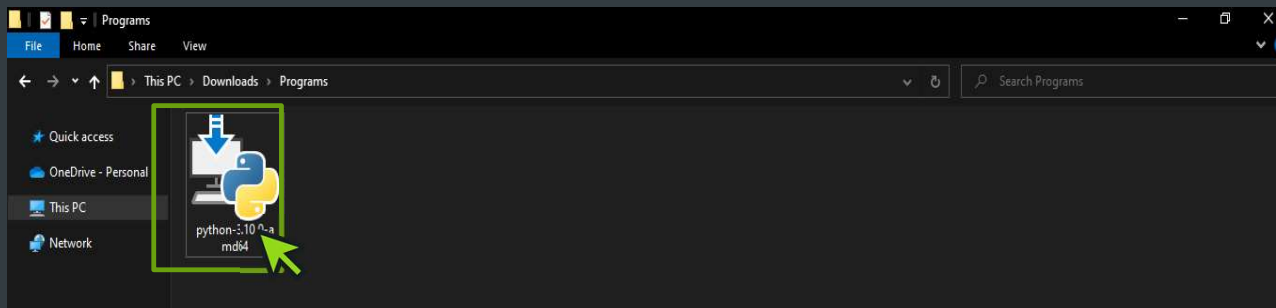 Programs
File Home Share View
This PC > Downloads > Programs
Search Programs
Quick access
OneDrive - Personal
This PC
Network
python-3.10.0-a
md64